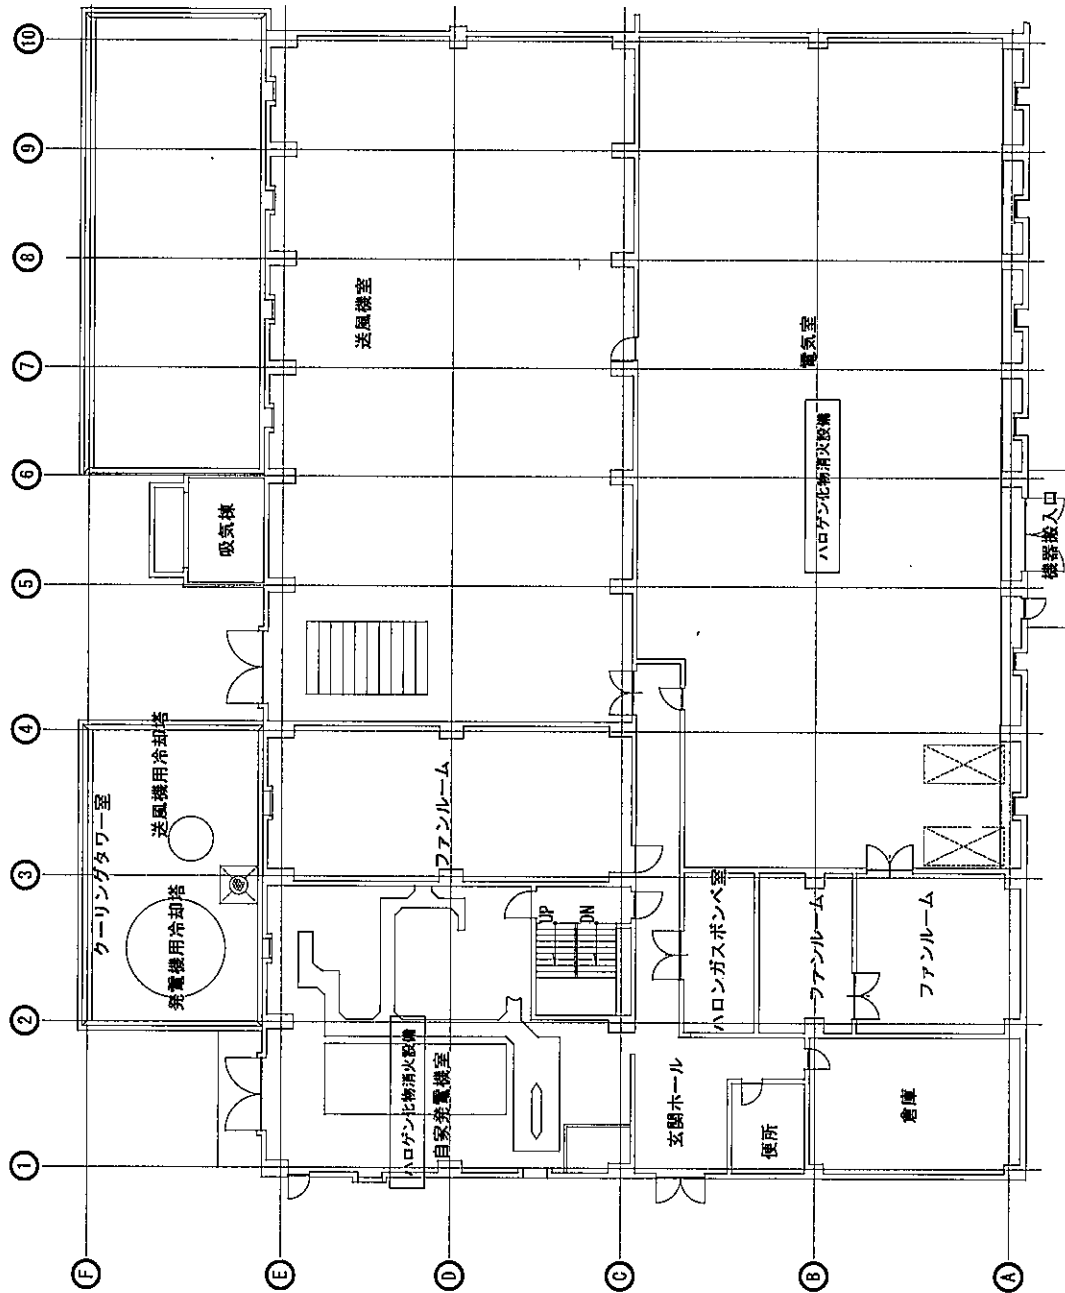 F
E
D
C
B
A
1
2
3
4
5
6
7
8
9
10
クーリングタワー室
発電機用冷却塔
送風機用冷却塔
吸気棟
送風機室
ファンルーム
ハロゲン化物消火設備
自家発電機室
UP
DN
玄関ホール
便所
倉庫
ハロンガスボンベ室
ファンルーム
ファンルーム
電気室
ハロゲン化物消火設備
機器搬入口